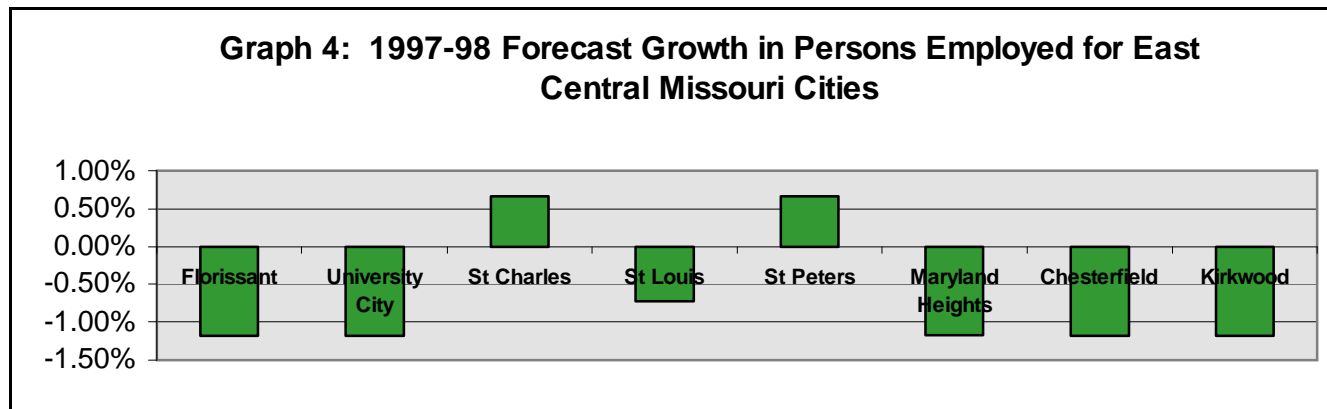 Graph 4:  1997-98 Forecast Growth in Persons Employed for East
Central Missouri Cities
1.00%
0.50%
0.00%
-0.50%
-1.00%
-1.50%
Florissant
University
City
St Charles
St Louis
St Peters
Maryland
Heights
Chesterfield
Kirkwood